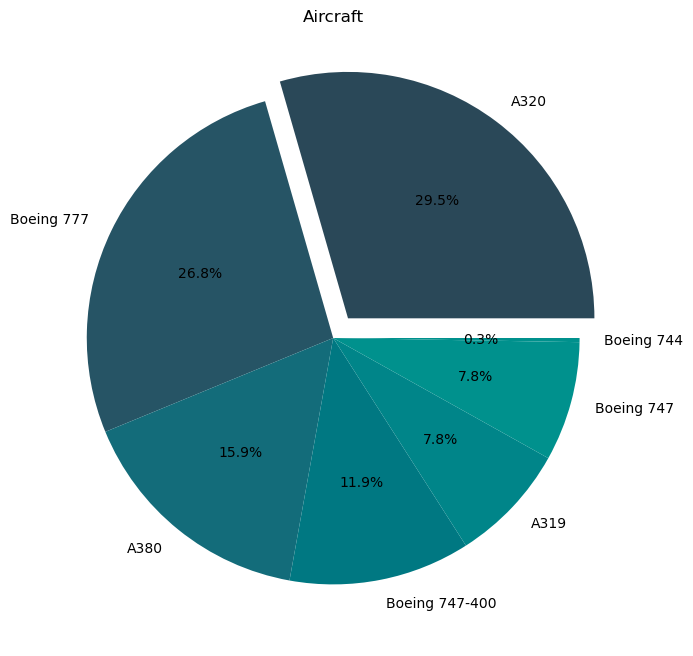 Aircraft
A320
29.5%
Boeing 777
26.8%
A380
15.9%
Boeing 747-400
11.9%
A319
7.8%
Boeing 747
7.8%
Boeing 744
0.3%